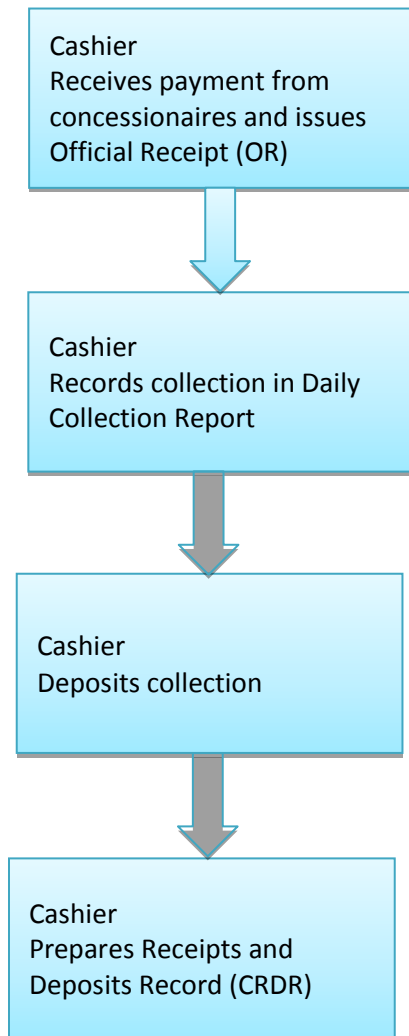 Cashier
Receives payment from
concessionaires and issues
Official Receipt (OR)
Cashier
Records collection in Daily
Collection Report
Cashier
Deposits collection
Cashier
Prepares Receipts and
Deposits Record (CRDR)